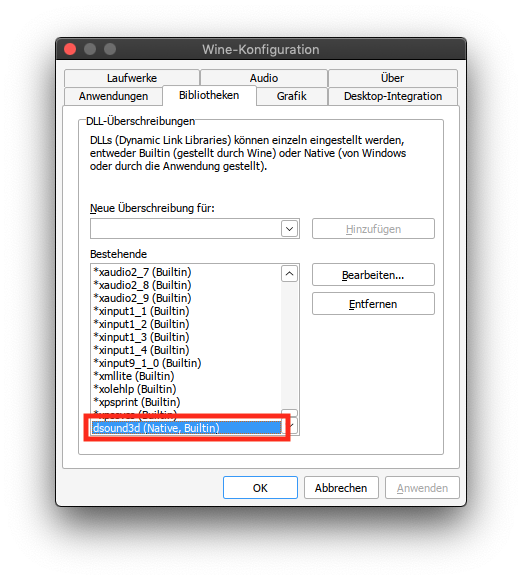 Wine-Konfiguration
Laufwerke
Audio
Über
Anwendungen
Bibliotheken
Grafik
Desktop-Integration
DLL-Überschreibungen
DLLs (Dynamic Link Libraries) können einzeln eingestellt werden,
entweder Builtin (gestellt durch Wine) oder Native (von Windows
oder durch die Anwendung gestellt).
Neue Überschreibung für:
Hinzufügen
Bestehende
*xaudio2_7 (Builtin)
*xaudio2_8 (Builtin)
*xaudio2_9 (Builtin)
*xinput1_1 (Builtin)
*xinput1_2 (Builtin)
*xinput1_3 (Builtin)
*xinput1_4 (Builtin)
*xinput9_1_0 (Builtin)
*xmllite (Builtin)
*xolehlp (Builtin)
*xpsprint (Builtin)
(Builtin)
dsound3d (Native, Builtin)
Bearbeiten...
Entfernen
OK
Abbrechen
Anwenden